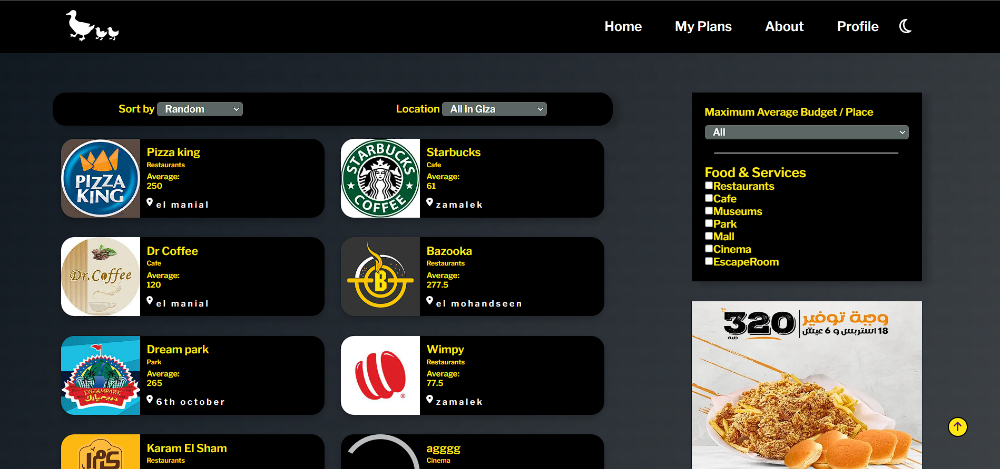 Home
My Plans
About
Profile
Sort by
Random
Location
All in Giza
PIZZA
KING
Pizza king
Restaurants
Average:
250
el manial
STARBUCKS
COFFEE
Starbucks
Cafe
Average:
61
zamalek
Dr. Coffee
Dr Coffee
Cafe
Average:
120
el manial
B
Bazooka
Restaurants
Average:
277.5
el mohandseen
DREAMPARK
دريم بارك
Dream park
Park
Average:
265
6th october
®
Wimpy
Restaurants
Average:
77.5
zamalek
Karam El Sham
Restaurants
agggg
Cinema
Maximum Average Budget / Place
All
Food & Services
Restaurants
Cafe
Museums
Park
Mall
Cinema
EscapeRoom
وجبة توفير
320
جنيه
18 استربس و 6 عيش